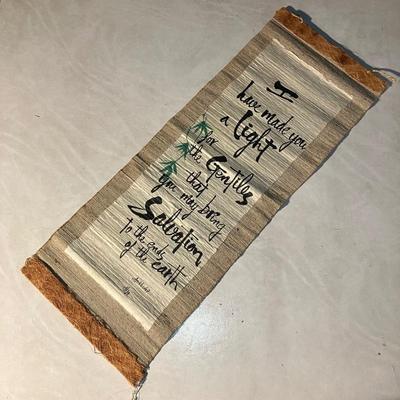 I
have made you
a Light
for
the Gentiles
that
you may bring
Salvation
to the ends
of the earth